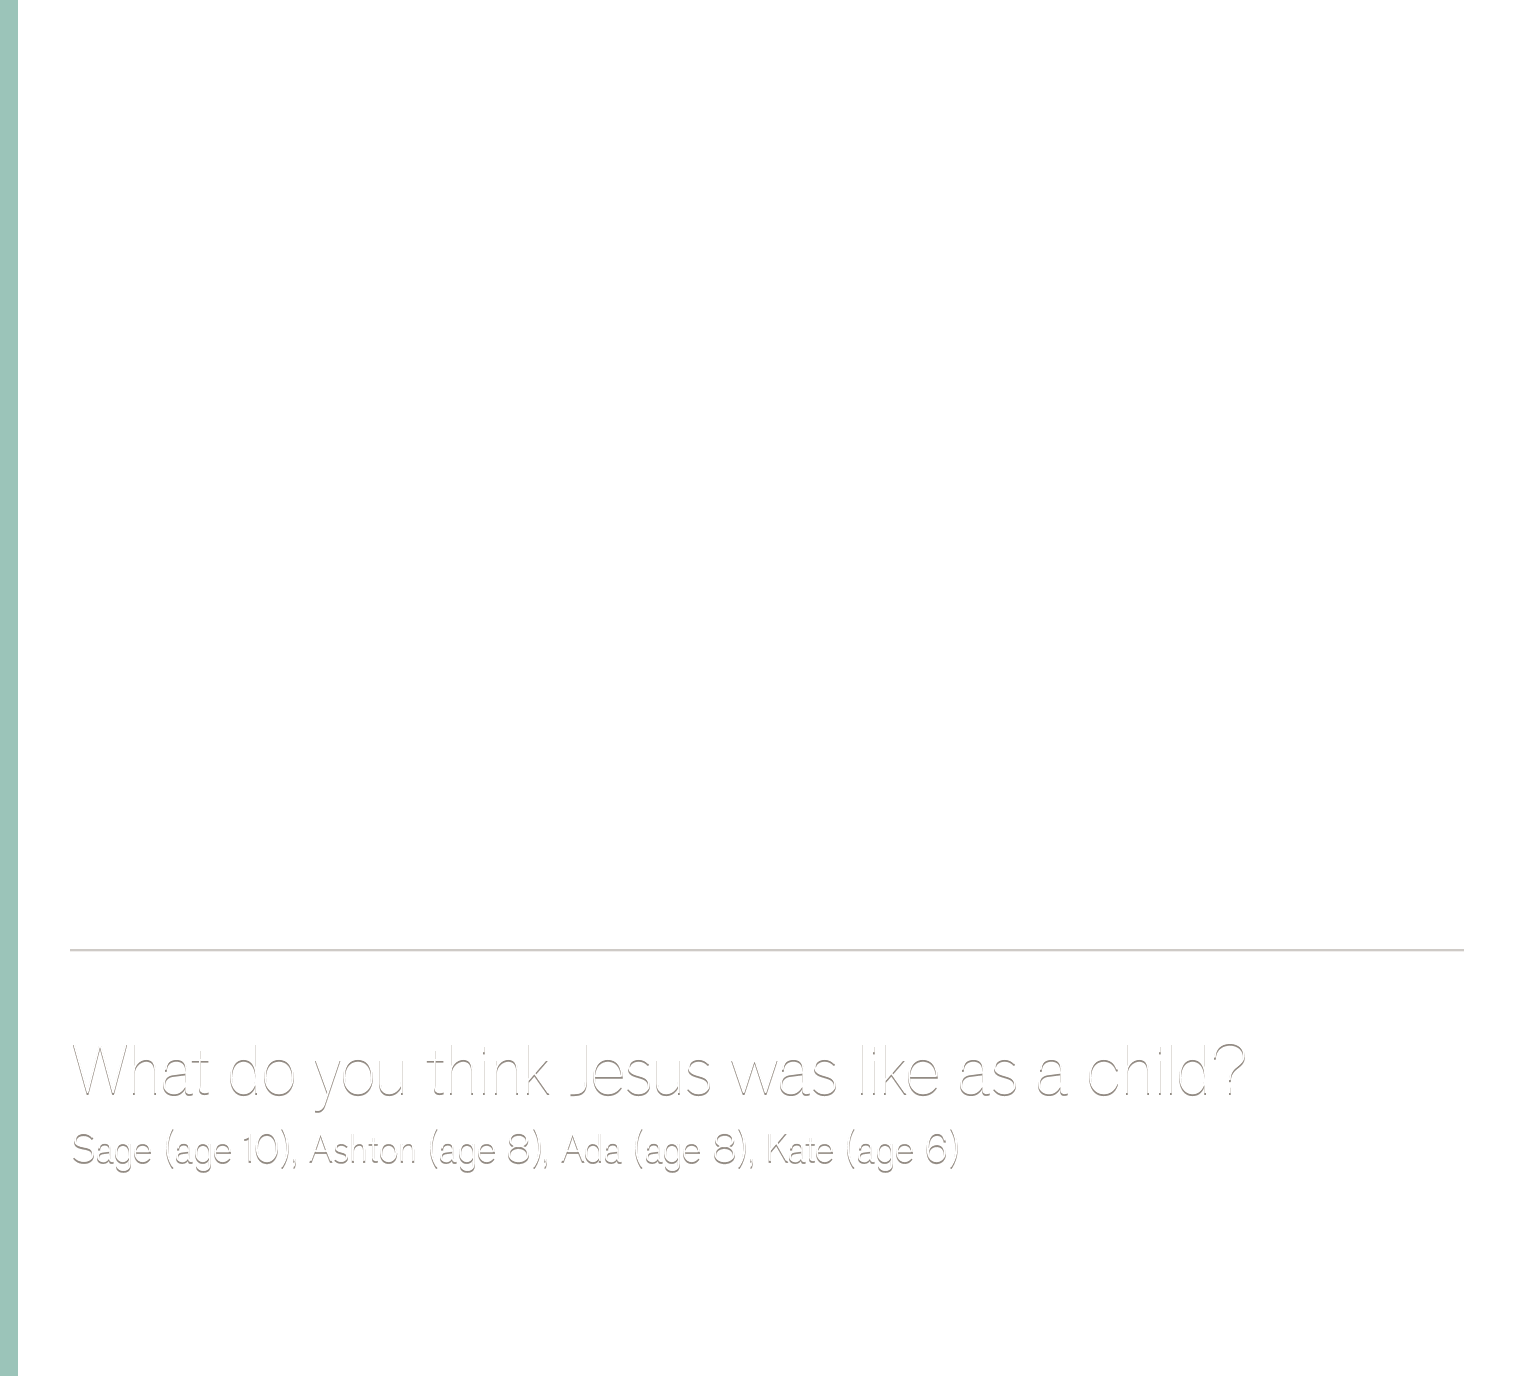 What do you think Jesus was like as a child?
Sage (age 10), Ashton (age 8), Ada (age 8), Kate (age 6)